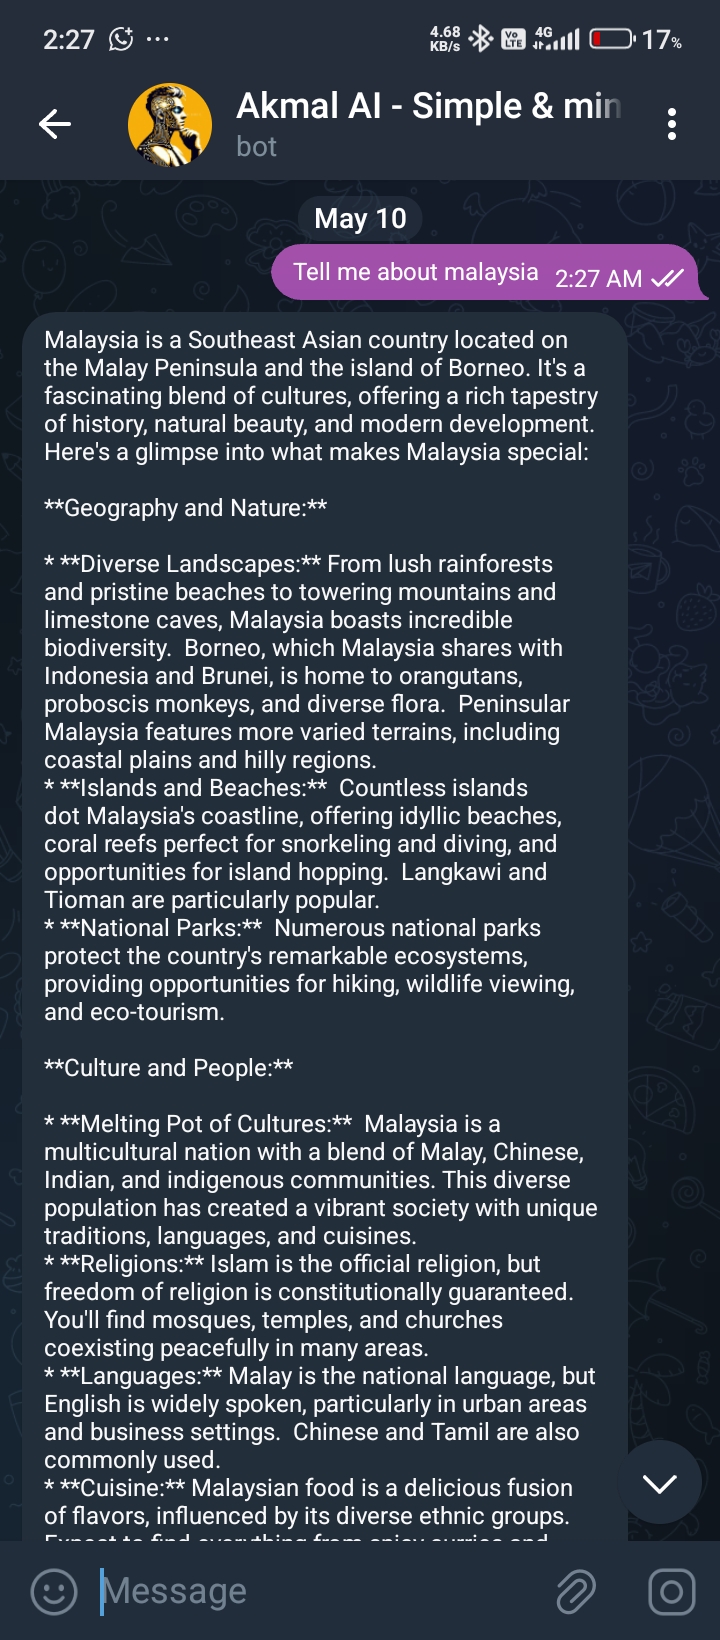 2:27
4.68
KB/s
Vo
LTE
4G
17%
Akmal AI - Simple & min
bot
May 10
Tell me about malaysia 2:27 AM
Malaysia is a Southeast Asian country located on
the Malay Peninsula and the island of Borneo. It's a
fascinating blend of cultures, offering a rich tapestry
of history, natural beauty, and modern development.
Here's a glimpse into what makes Malaysia special:
**Geography and Nature:**
* **Diverse Landscapes:** From lush rainforests
and pristine beaches to towering mountains and
limestone caves, Malaysia boasts incredible
biodiversity.  Borneo, which Malaysia shares with
Indonesia and Brunei, is home to orangutans,
proboscis monkeys, and diverse flora.  Peninsular
Malaysia features more varied terrains, including
coastal plains and hilly regions.
* **Islands and Beaches:**  Countless islands
dot Malaysia's coastline, offering idyllic beaches,
coral reefs perfect for snorkeling and diving, and
opportunities for island hopping.  Langkawi and
Tioman are particularly popular.
* **National Parks:**  Numerous national parks
protect the country's remarkable ecosystems,
providing opportunities for hiking, wildlife viewing,
and eco-tourism.
**Culture and People:**
* **Melting Pot of Cultures:**  Malaysia is a
multicultural nation with a blend of Malay, Chinese,
Indian, and indigenous communities. This diverse
population has created a vibrant society with unique
traditions, languages, and cuisines.
* **Religions:** Islam is the official religion, but
freedom of religion is constitutionally guaranteed.
You'll find mosques, temples, and churches
coexisting peacefully in many areas.
* **Languages:** Malay is the national language, but
English is widely spoken, particularly in urban areas
and business settings.  Chinese and Tamil are also
commonly used.
* **Cuisine:** Malaysian food is a delicious fusion
of flavors, influenced by its diverse ethnic groups.
Expect to find everything from spicy curries and
Message